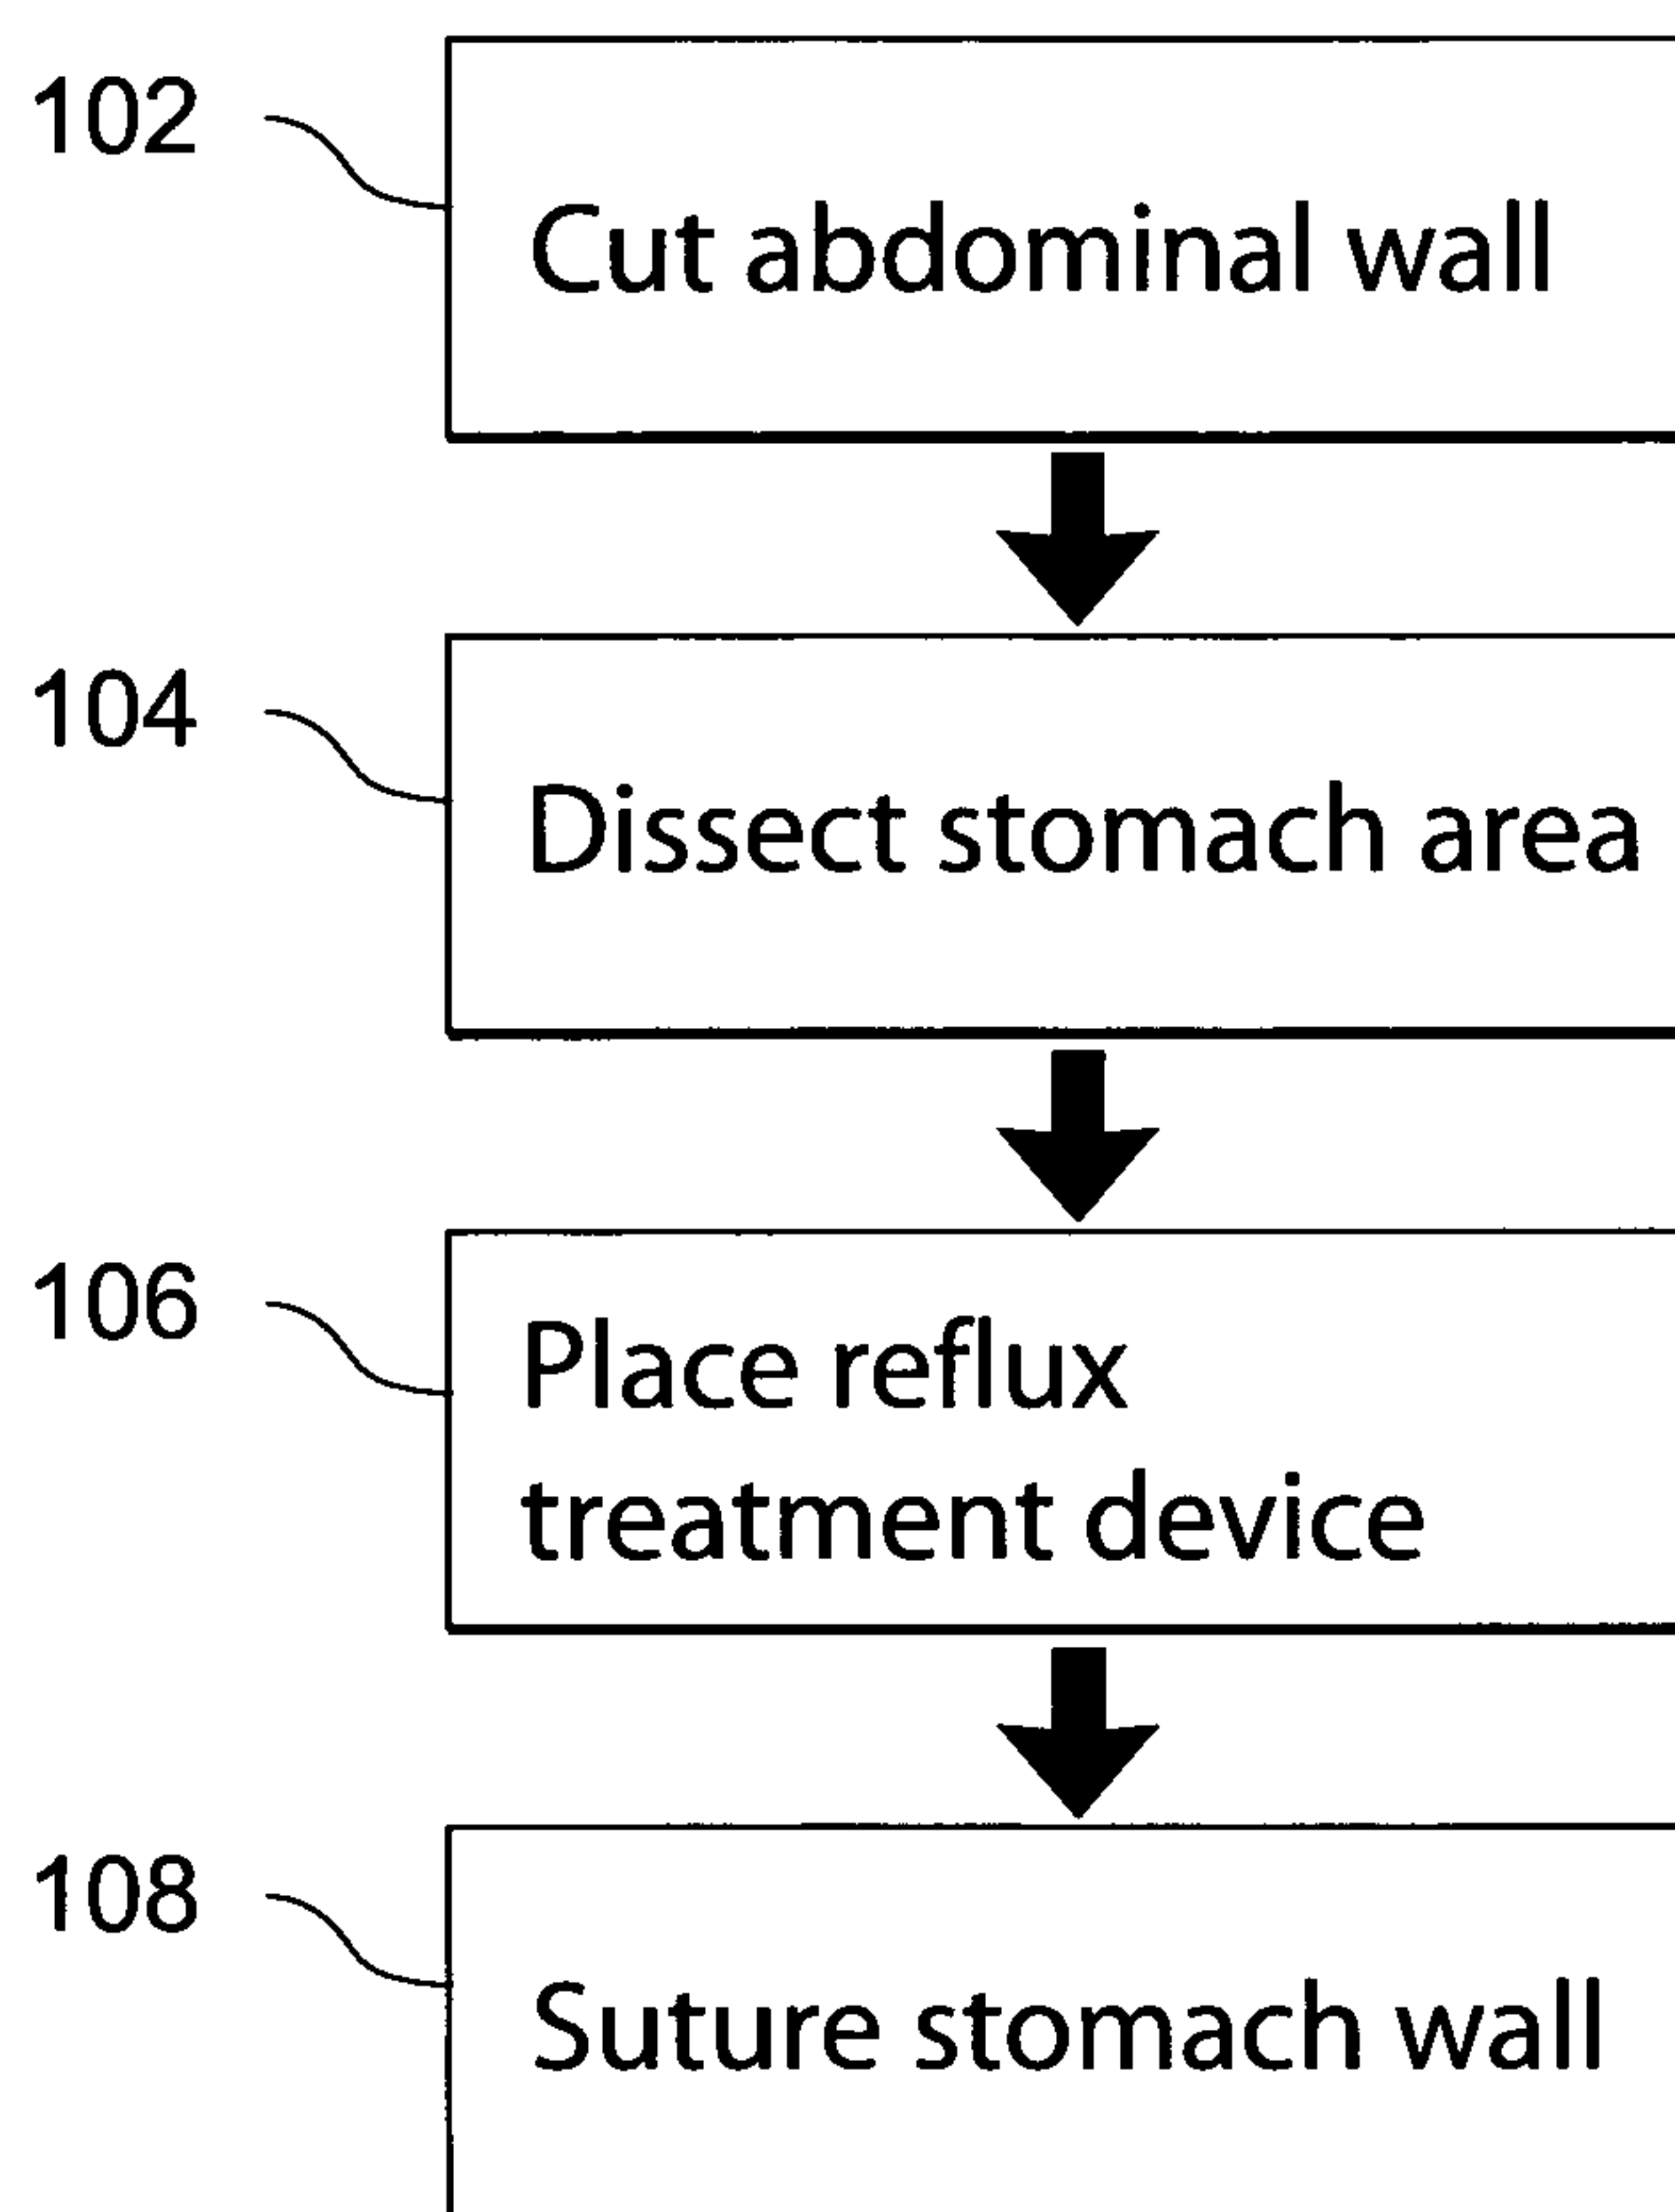 102
Cut abdominal wall
104
Dissect stomach area
106
Place reflux
treatment device
108
Suture stomach wall